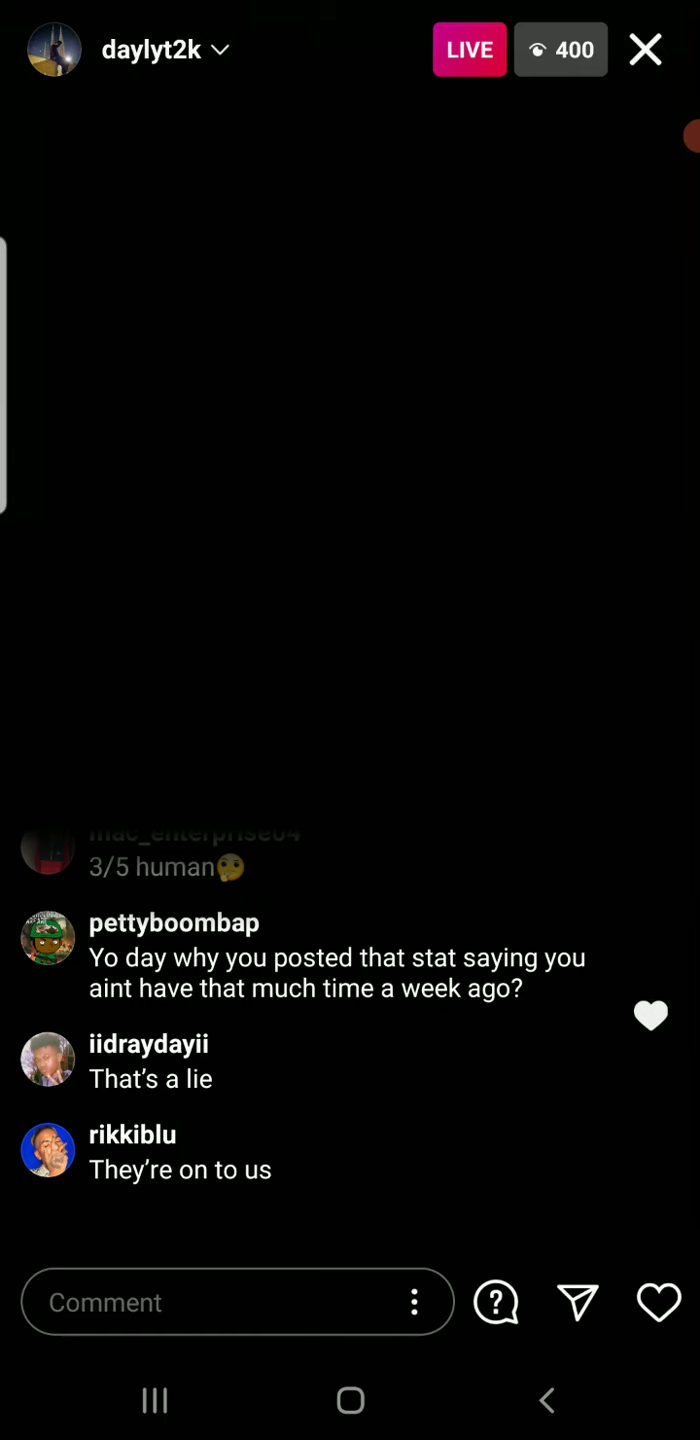 daylyt2k
LIVE
400
mac_enterprise04
3/5 human🤔
pettyboombap
Yo day why you posted that stat saying you
aint have that much time a week ago?
iidraydayii
That's a lie
rikkiblu
They're on to us
Comment